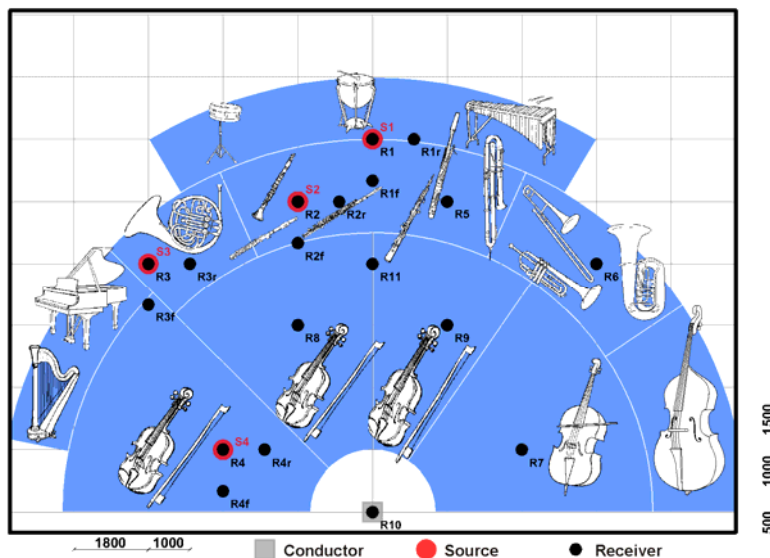 S1
R1
R1r
R1f
S2
R2
R2r
R5
R2f
S3
R3
R3r
R11
R6
R3f
R8
R9
S4
R4
R4r
R7
R4f
R10
1500
1000
500
1800
1000
Conductor
Source
Receiver